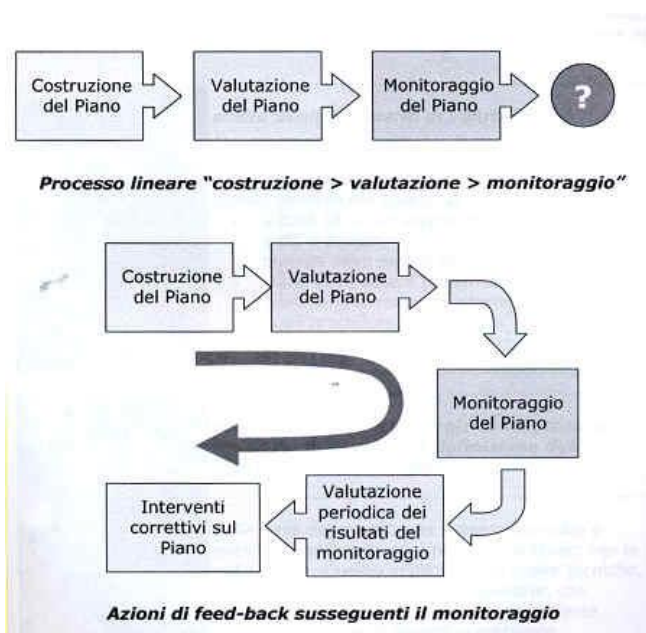 Costruzione
del Piano
Valutazione
del Piano
Monitoraggio
del Piano
?
Processo lineare “costruzione > valutazione > monitoraggio”
Costruzione
del Piano
Valutazione
del Piano
Monitoraggio
del Piano
Valutazione
periodica dei
risultati del
monitoraggio
Interventi
correttivi sul
Piano
Azioni di feed-back susseguenti il monitoraggio